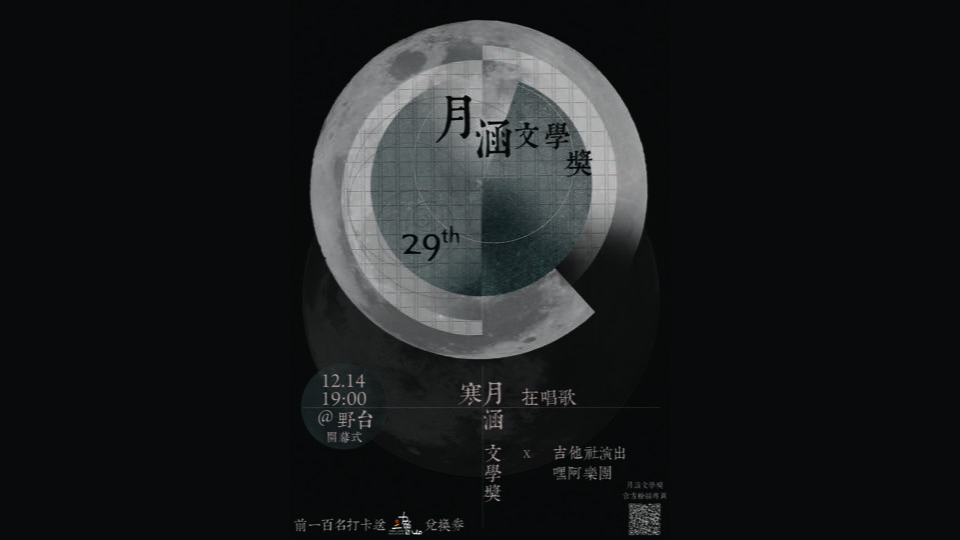 月涵文學獎
29th
12.14
19:00
@野台
開幕式
寒月在唱歌
月涵文學獎
x
吉他社演出
嘿阿樂團
月涵文學獎
官方粉絲專頁
前一百名打卡送
兌換券